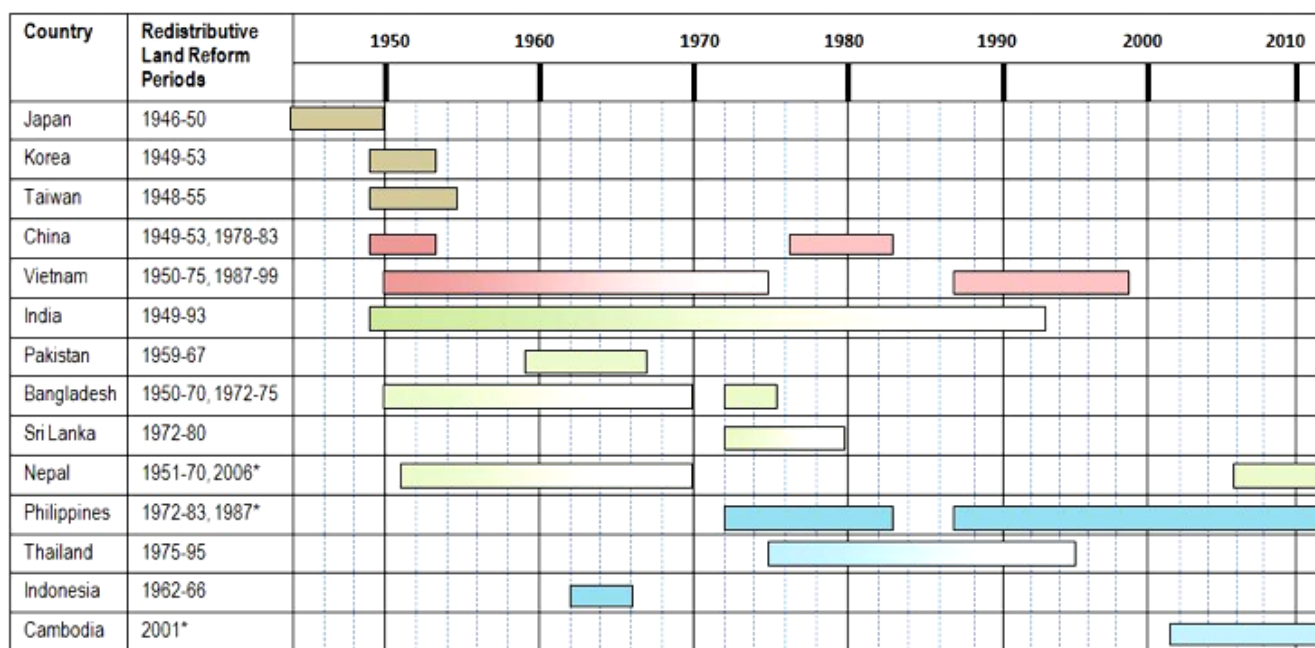 Country Redistributive Land Reform Periods 1950 1960 1970 1980 1990 2000 2010
Japan 1946-50
Korea 1949-53
Taiwan 1948-55
China 1949-53, 1978-83
Vietnam 1950-75, 1987-99
India 1949-93
Pakistan 1959-67
Bangladesh 1950-70, 1972-75
Sri Lanka 1972-80
Nepal 1951-70, 2006*
Philippines 1972-83, 1987*
Thailand 1975-95
Indonesia 1962-66
Cambodia 2001*